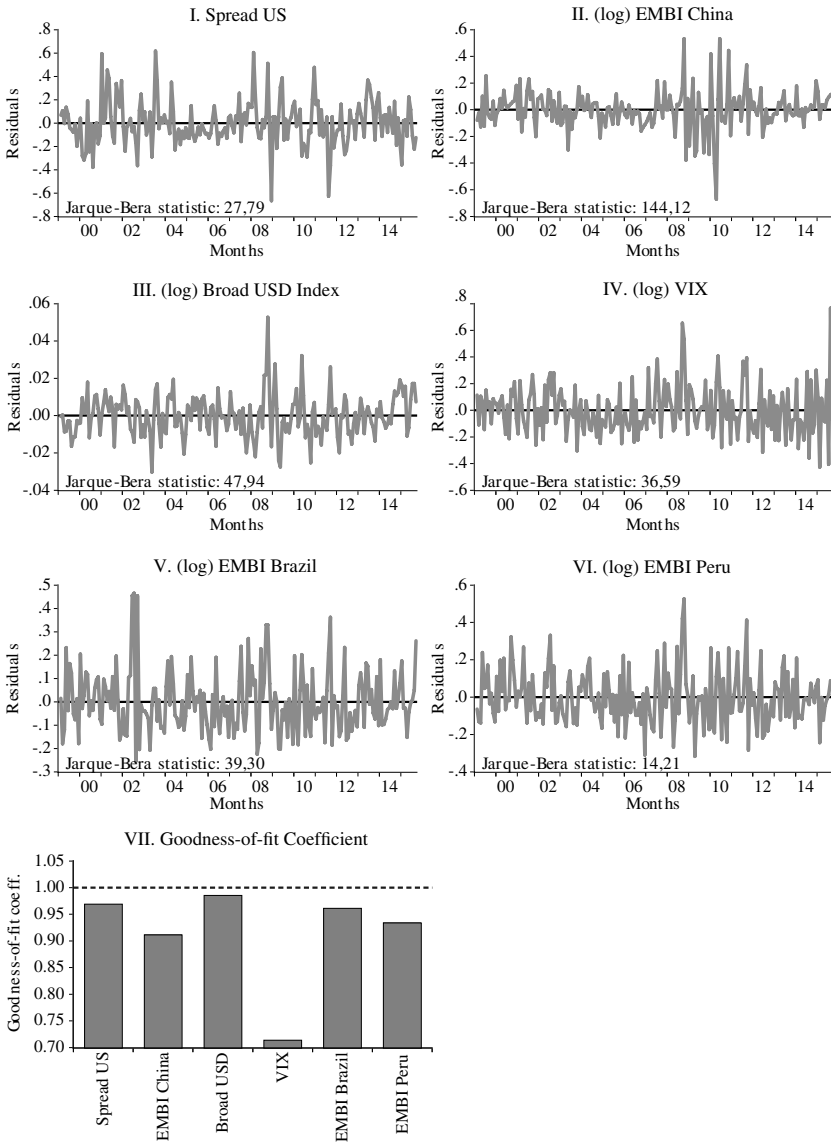 I. Spread US
.8
.6
.4
.2
.0
-.2
-.4
-.6
-.8
Residuals
Jarque-Bera statistic: 27,79
00 02 04 06 08 10 12 14
Months
II. (log) EMBI China
.6
.4
.2
.0
-.2
-.4
-.6
-.8
Residuals
Jarque-Bera statistic: 144,12
00 02 04 06 08 10 12 14
Months
III. (log) Broad USD Index
.06
.04
.02
.00
-.02
-.04
Residuals
Jarque-Bera statistic: 47,94
00 02 04 06 08 10 12 14
Months
IV. (log) VIX
.8
.6
.4
.2
.0
-.2
-.4
-.6
Residuals
Jarque-Bera statistic: 36,59
00 02 04 06 08 10 12 14
Months
V. (log) EMBI Brazil
.5
.4
.3
.2
.1
.0
-.1
-.2
-.3
Residuals
Jarque-Bera statistic: 39,30
00 02 04 06 08 10 12 14
Months
VI. (log) EMBI Peru
.6
.4
.2
.0
-.2
-.4
Residuals
Jarque-Bera statistic: 14,21
00 02 04 06 08 10 12 14
Months
VII. Goodness-of-fit Coefficient
1.05
1.00
0.95
0.90
0.85
0.80
0.75
0.70
Goodness-of-fit coeff.
Spread US
EMBI China
Broad USD
VIX
EMBI Brazil
EMBI Peru